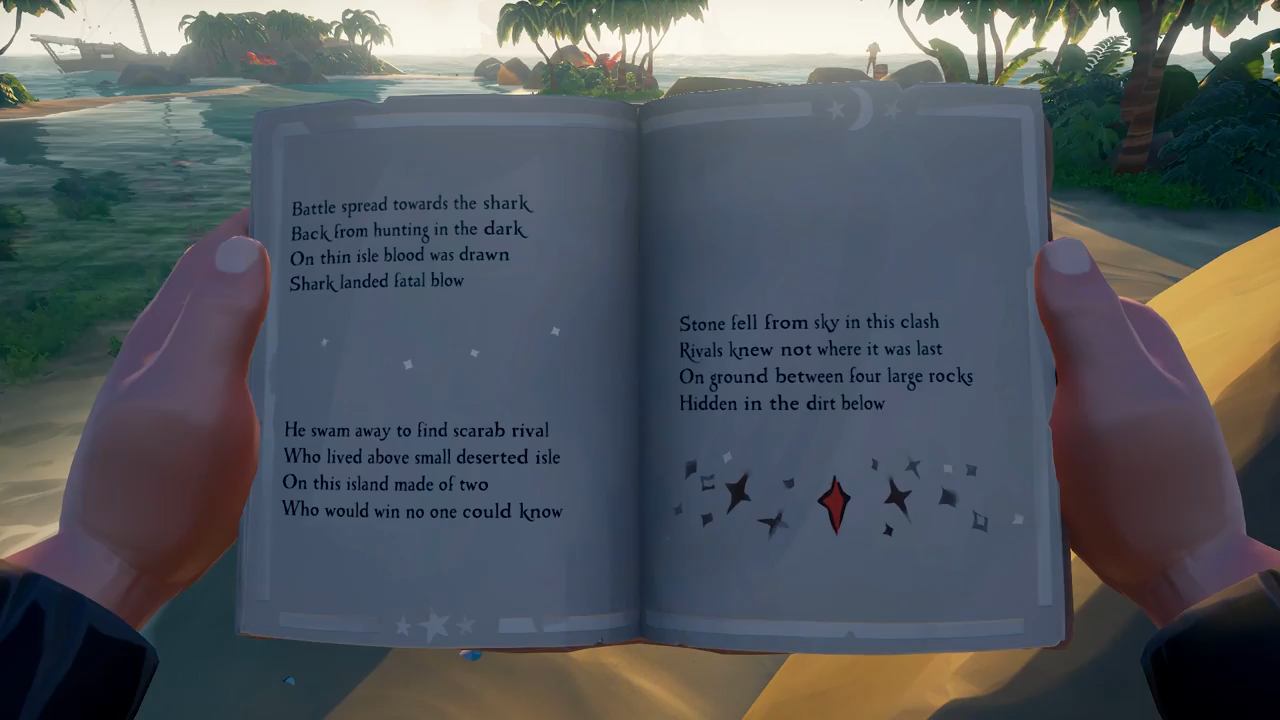 Battle spread towards the shark
Back from hunting in the dark
On thin isle blood was drawn
Shark landed fatal blow
He swam away to find scarab rival
Who lived above small deserted isle
On this island made of two
Who would win no one could know
Stone fell from sky in this clash
Rivals knew not where it was last
On ground between four large rocks
Hidden in the dirt below